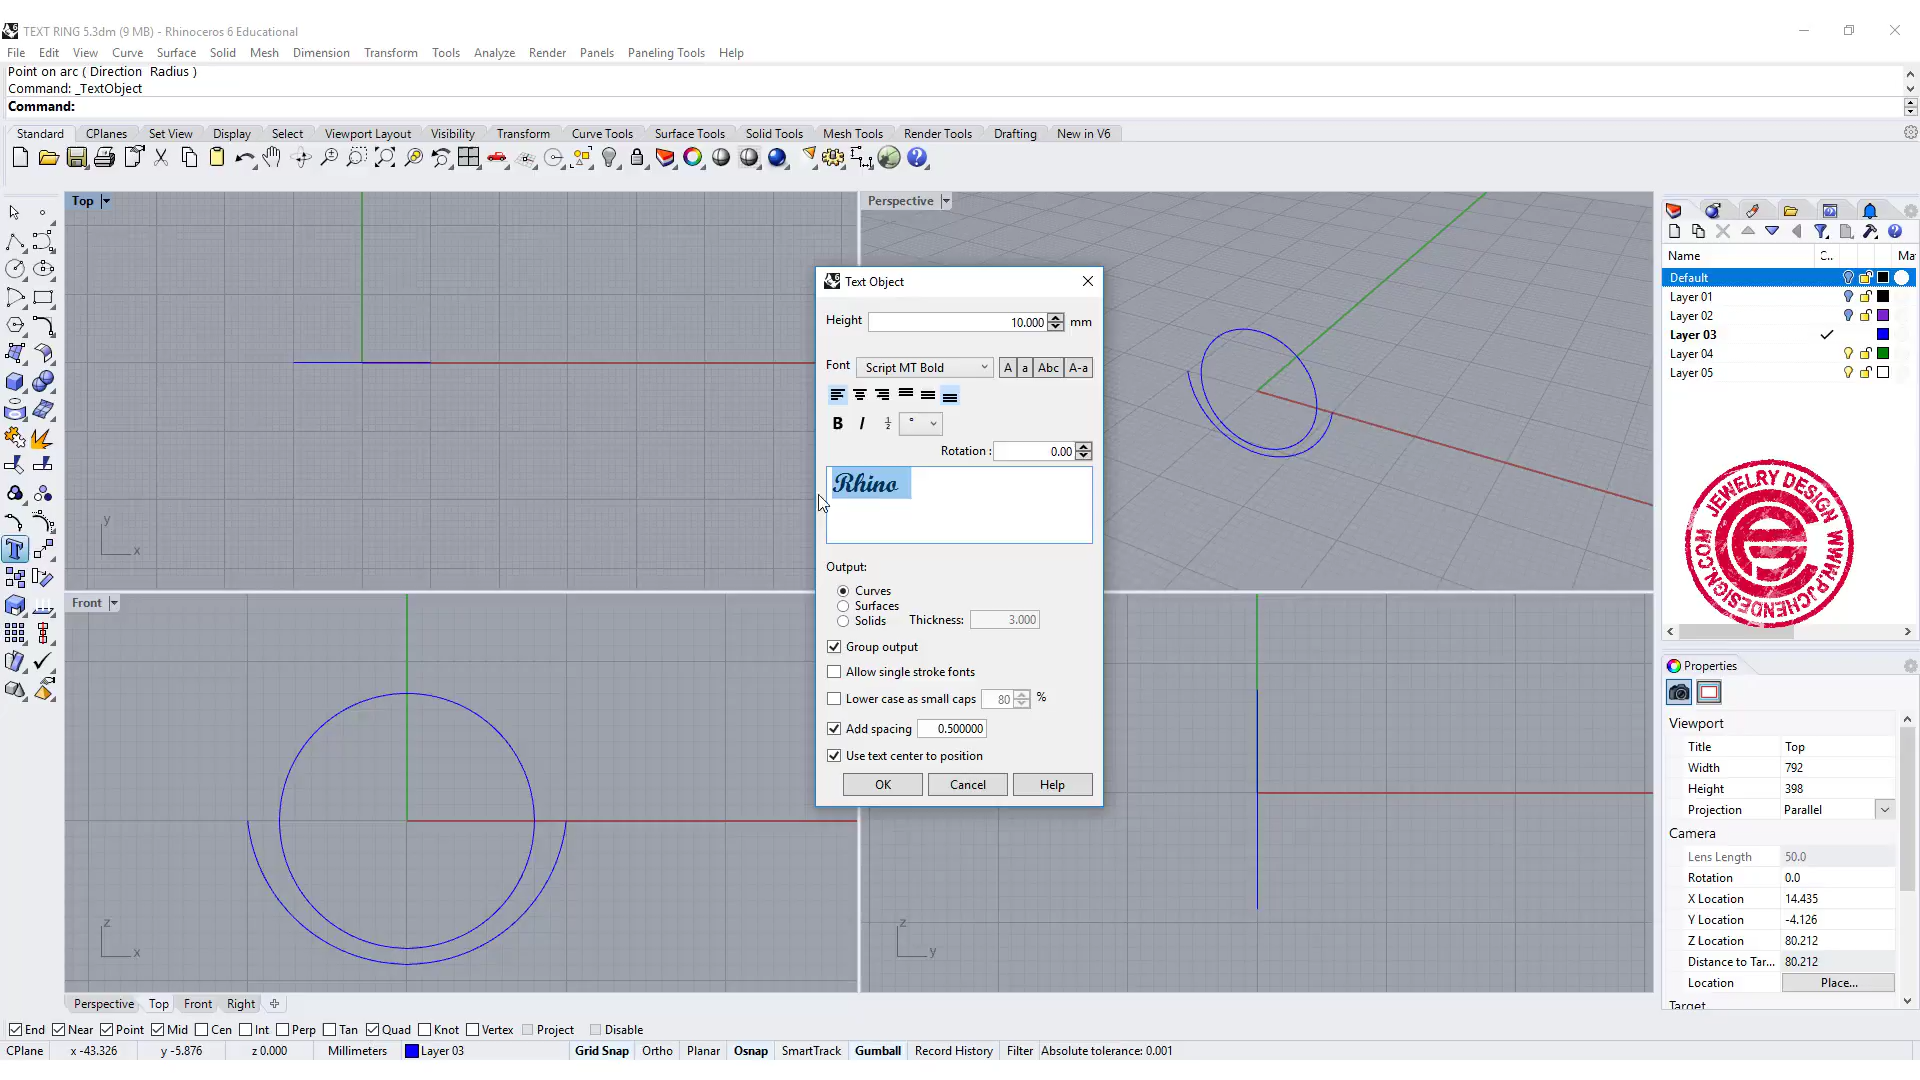 TEXT RING 5.3dm (9 MB) - Rhinoceros 6 Educational
File Edit View Curve Surface Solid Mesh Dimension Transform Tools Analyze Render Panels Paneling Tools Help
Point on arc ( Direction Radius )
Command: _TextObject
Command:
Standard CPlanes Set View Display Select Viewport Layout Visibility Transform Curve Tools Surface Tools Solid Tools Mesh Tools Render Tools Drafting New in V6
Top
Perspective
Front
y
x
z
x
z
y
Text Object
Height 10.000 mm
Font Script MT Bold A a Abc A-a
B I ½ °
Rotation : 0.00
Rhino
Output:
Curves
Surfaces
Solids Thickness: 3.000
Group output
Allow single stroke fonts
Lower case as small caps 80 %
Add spacing 0.500000
Use text center to position
OK Cancel Help
Name C.. Ma
Default
Layer 01
Layer 02
Layer 03
Layer 04
Layer 05
JEWELRY DESIGN
WWW.PJCHENDESIGN.COM
Properties
Viewport
Title Top
Width 792
Height 398
Projection Parallel
Camera
Lens Length 50.0
Rotation 0.0
X Location 14.435
Y Location -4.126
Z Location 80.212
Distance to Tar... 80.212
Location Place...
Target
Perspective Top Front Right
End Near Point Mid Cen Int Perp Tan Quad Knot Vertex Project Disable
CPlane x -43.326 y -5.876 z 0.000 Millimeters Layer 03 Grid Snap Ortho Planar Osnap SmartTrack Gumball Record History Filter Absolute tolerance: 0.001